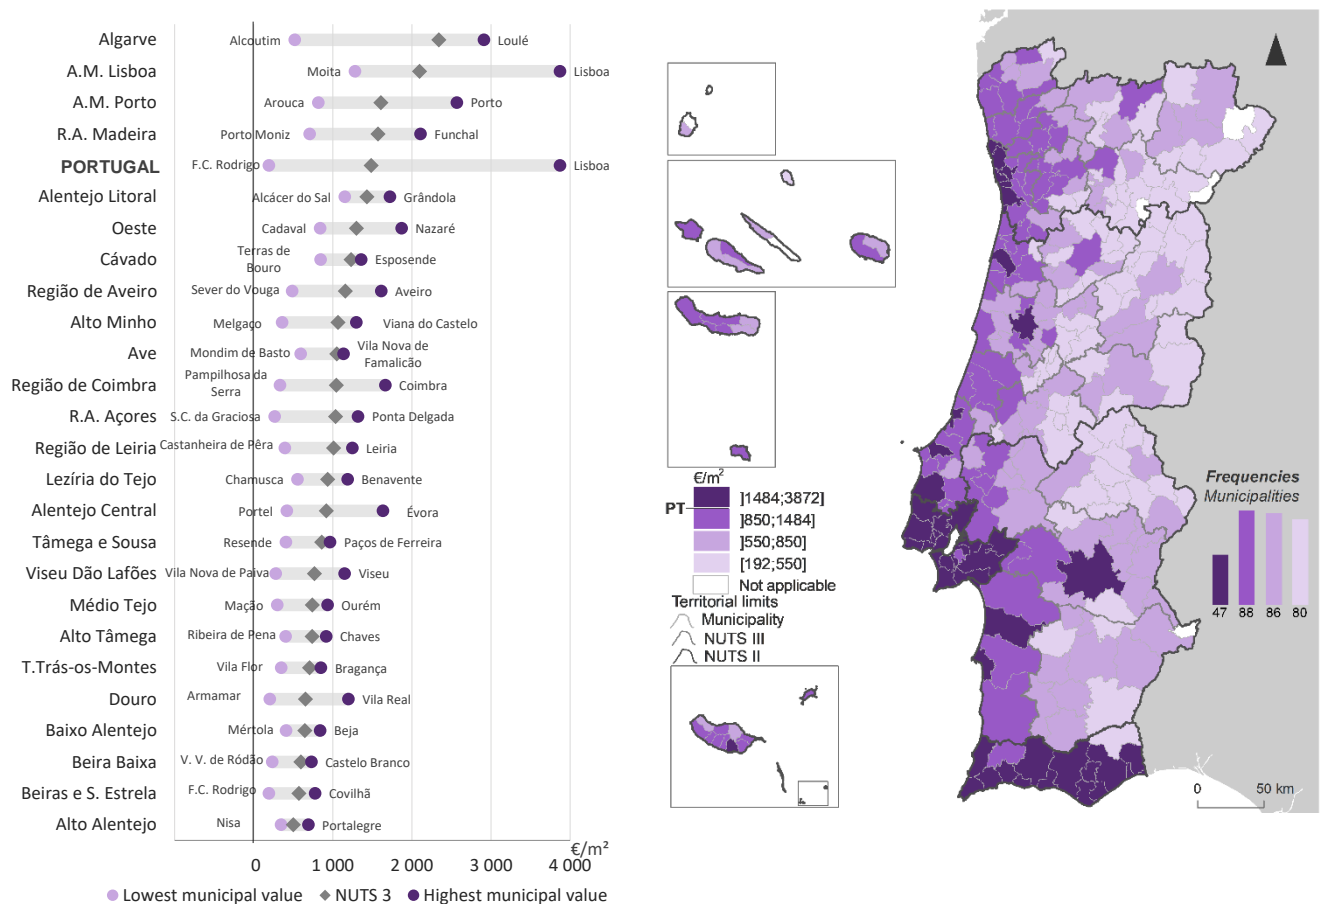 Algarve
Alcoutim
Loulé
A.M. Lisboa
Moita
Lisboa
A.M. Porto
Arouca
Porto
R.A. Madeira
Porto Moniz
Funchal
PORTUGAL
F.C. Rodrigo
Lisboa
Alentejo Litoral
Alcácer do Sal
Grândola
Oeste
Cadaval
Nazaré
Cávado
Terras de
Bouro
Esposende
Região de Aveiro
Sever do Vouga
Aveiro
Alto Minho
Melgaço
Viana do Castelo
Ave
Mondim de Basto
Vila Nova de
Famalicão
Região de Coimbra
Pampilhosa da
Serra
Coimbra
R.A. Açores
S.C. da Graciosa
Ponta Delgada
Região de Leiria
Castanheira de Pêra
Leiria
Lezíria do Tejo
Chamusca
Benavente
Alentejo Central
Portel
Évora
Tâmega e Sousa
Resende
Paços de Ferreira
Viseu Dão Lafões
Vila Nova de Paiva
Viseu
Médio Tejo
Mação
Ourém
Alto Tâmega
Ribeira de Pena
Chaves
T.Trás-os-Montes
Vila Flor
Bragança
Douro
Armamar
Vila Real
Baixo Alentejo
Mértola
Beja
Beira Baixa
V. V. de Ródão
Castelo Branco
Beiras e S. Estrela
F.C. Rodrigo
Covilhã
Alto Alentejo
Nisa
Portalegre
€/m²
0 1 000 2 000 3 000 4 000
Lowest municipal value NUTS 3 Highest municipal value
€/m²
PT
]1484;3872]
]850;1484]
]550;850]
[192;550]
Not applicable
Territorial limits
Municipality
NUTS III
NUTS II
Frequencies
Municipalities
47 88 86 80
0 50 km